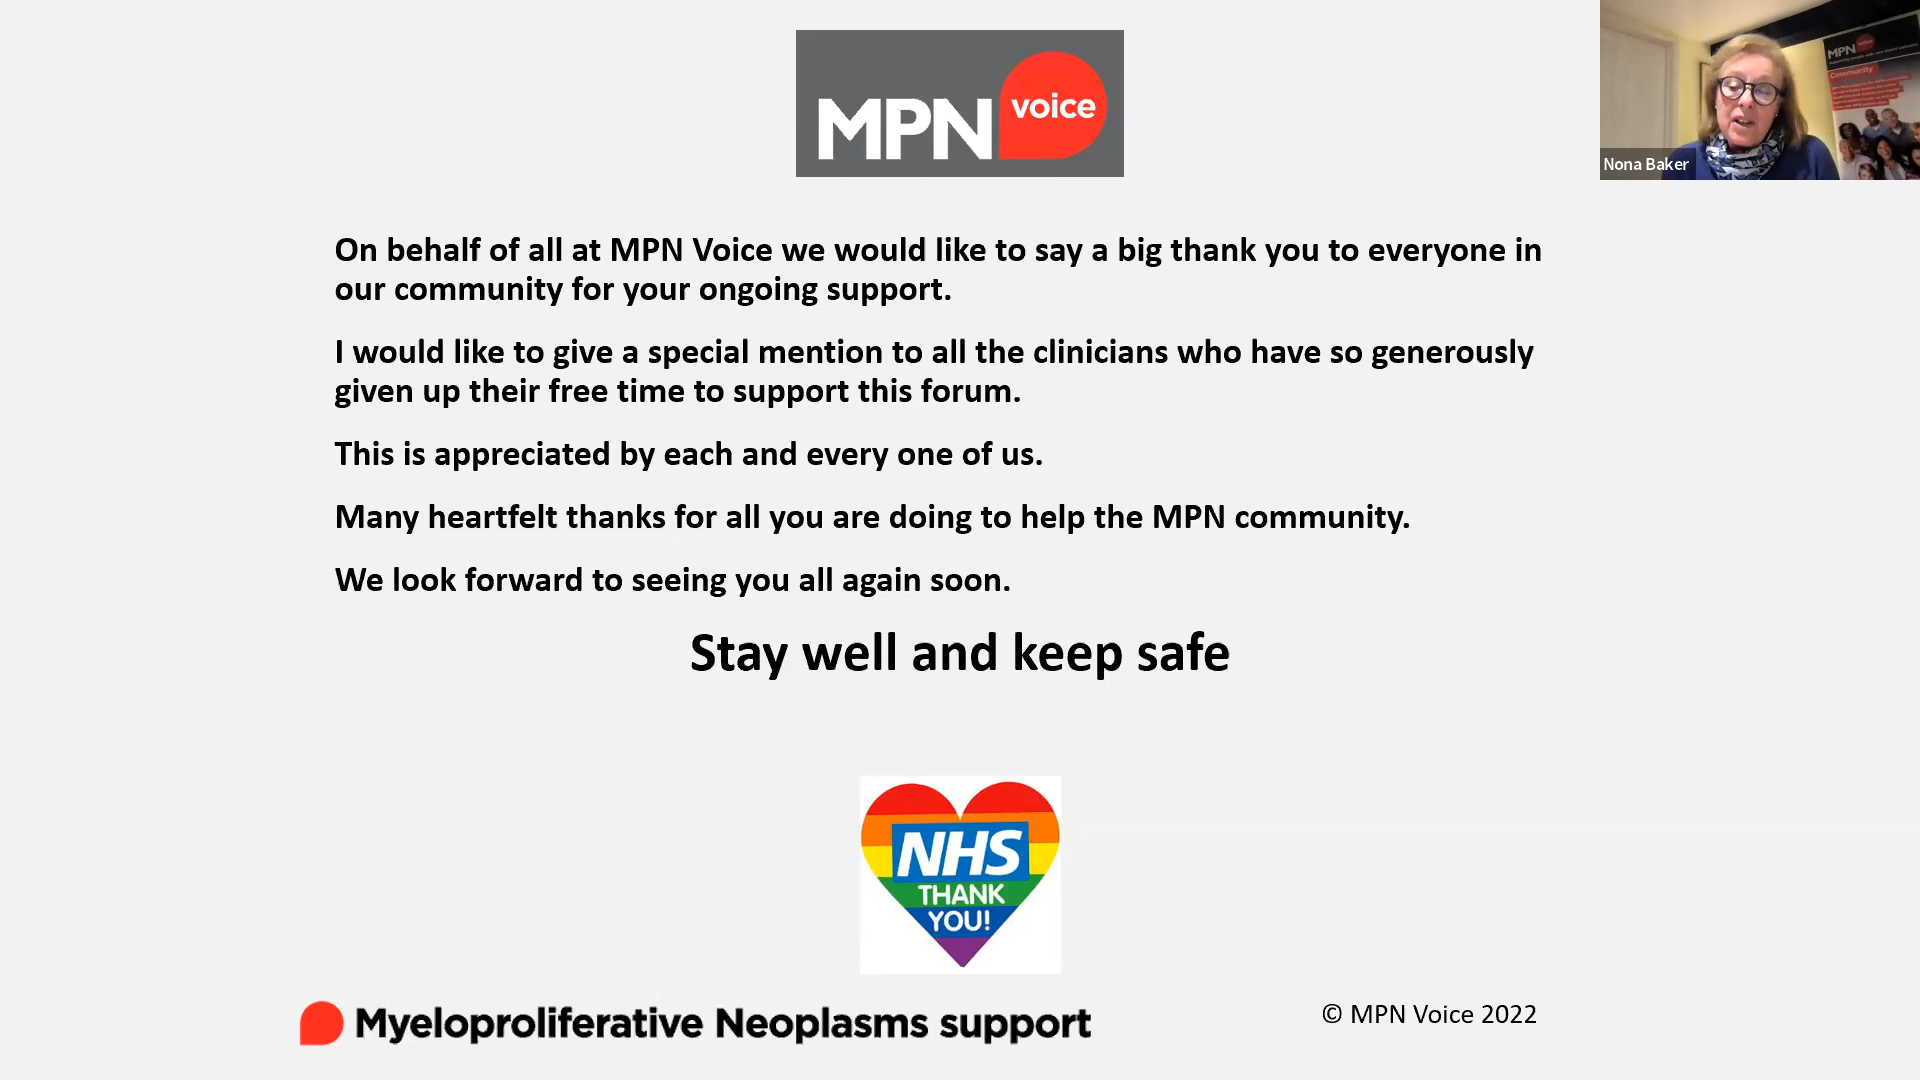 MPN voice
MPN voice
Community
Nona Baker
On behalf of all at MPN Voice we would like to say a big thank you to everyone in
our community for your ongoing support.
I would like to give a special mention to all the clinicians who have so generously
given up their free time to support this forum.
This is appreciated by each and every one of us.
Many heartfelt thanks for all you are doing to help the MPN community.
We look forward to seeing you all again soon.
Stay well and keep safe
NHS
THANK
YOU!
Myeloproliferative Neoplasms support
© MPN Voice 2022